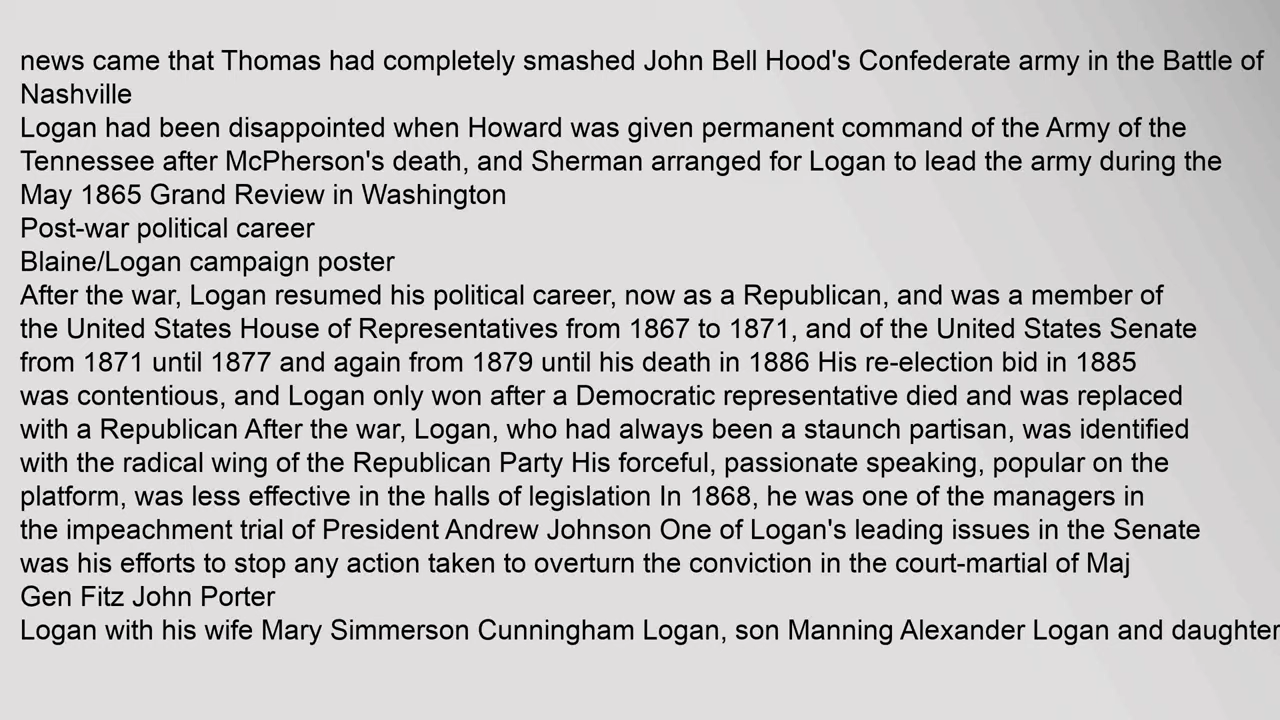 news came that Thomas had completely smashed John Bell Hood's Confederate army in the Battle of
Nashville
Logan had been disappointed when Howard was given permanent command of the Army of the
Tennessee after McPherson's death, and Sherman arranged for Logan to lead the army during the
May 1865 Grand Review in Washington
Post-war political career
Blaine/Logan campaign poster
After the war, Logan resumed his political career, now as a Republican, and was a member of
the United States House of Representatives from 1867 to 1871, and of the United States Senate
from 1871 until 1877 and again from 1879 until his death in 1886 His re-election bid in 1885
was contentious, and Logan only won after a Democratic representative died and was replaced
with a Republican After the war, Logan, who had always been a staunch partisan, was identified
with the radical wing of the Republican Party His forceful, passionate speaking, popular on the
platform, was less effective in the halls of legislation In 1868, he was one of the managers in
the impeachment trial of President Andrew Johnson One of Logan's leading issues in the Senate
was his efforts to stop any action taken to overturn the conviction in the court-martial of Maj
Gen Fitz John Porter
Logan with his wife Mary Simmerson Cunningham Logan, son Manning Alexander Logan and daughter